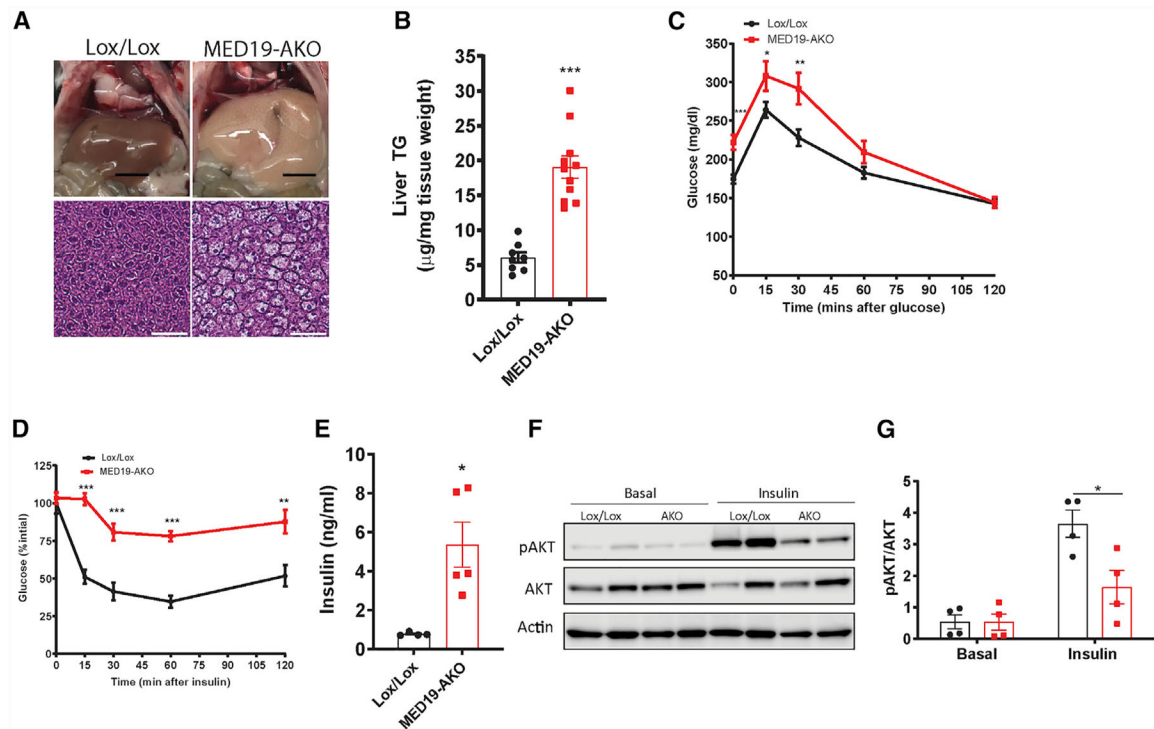 A
Lox/Lox MED19-AKO
B
Liver TG
(µg/mg tissue weight)
35
30
25
20
15
10
5
0
***
Lox/Lox
MED19-AKO
C
Lox/Lox
MED19-AKO
Glucose (mg/dl)
350
300
250
200
150
100
50
*** * **
0 15 30 45 60 75 90 105 120
Time (mins after glucose)
D
Lox/Lox
MED19-AKO
Glucose (% intial)
125
100
75
50
25
0
*** *** *** **
0 15 30 45 60 75 90 105 120
Time (min after insulin)
E
Insulin (ng/ml)
10
8
6
4
2
0
*
Lox/Lox
MED19-AKO
F
Basal Insulin
Lox/Lox AKO Lox/Lox AKO
pAKT
AKT
Actin
G
pAKT/AKT
5
4
3
2
1
0
*
Basal Insulin